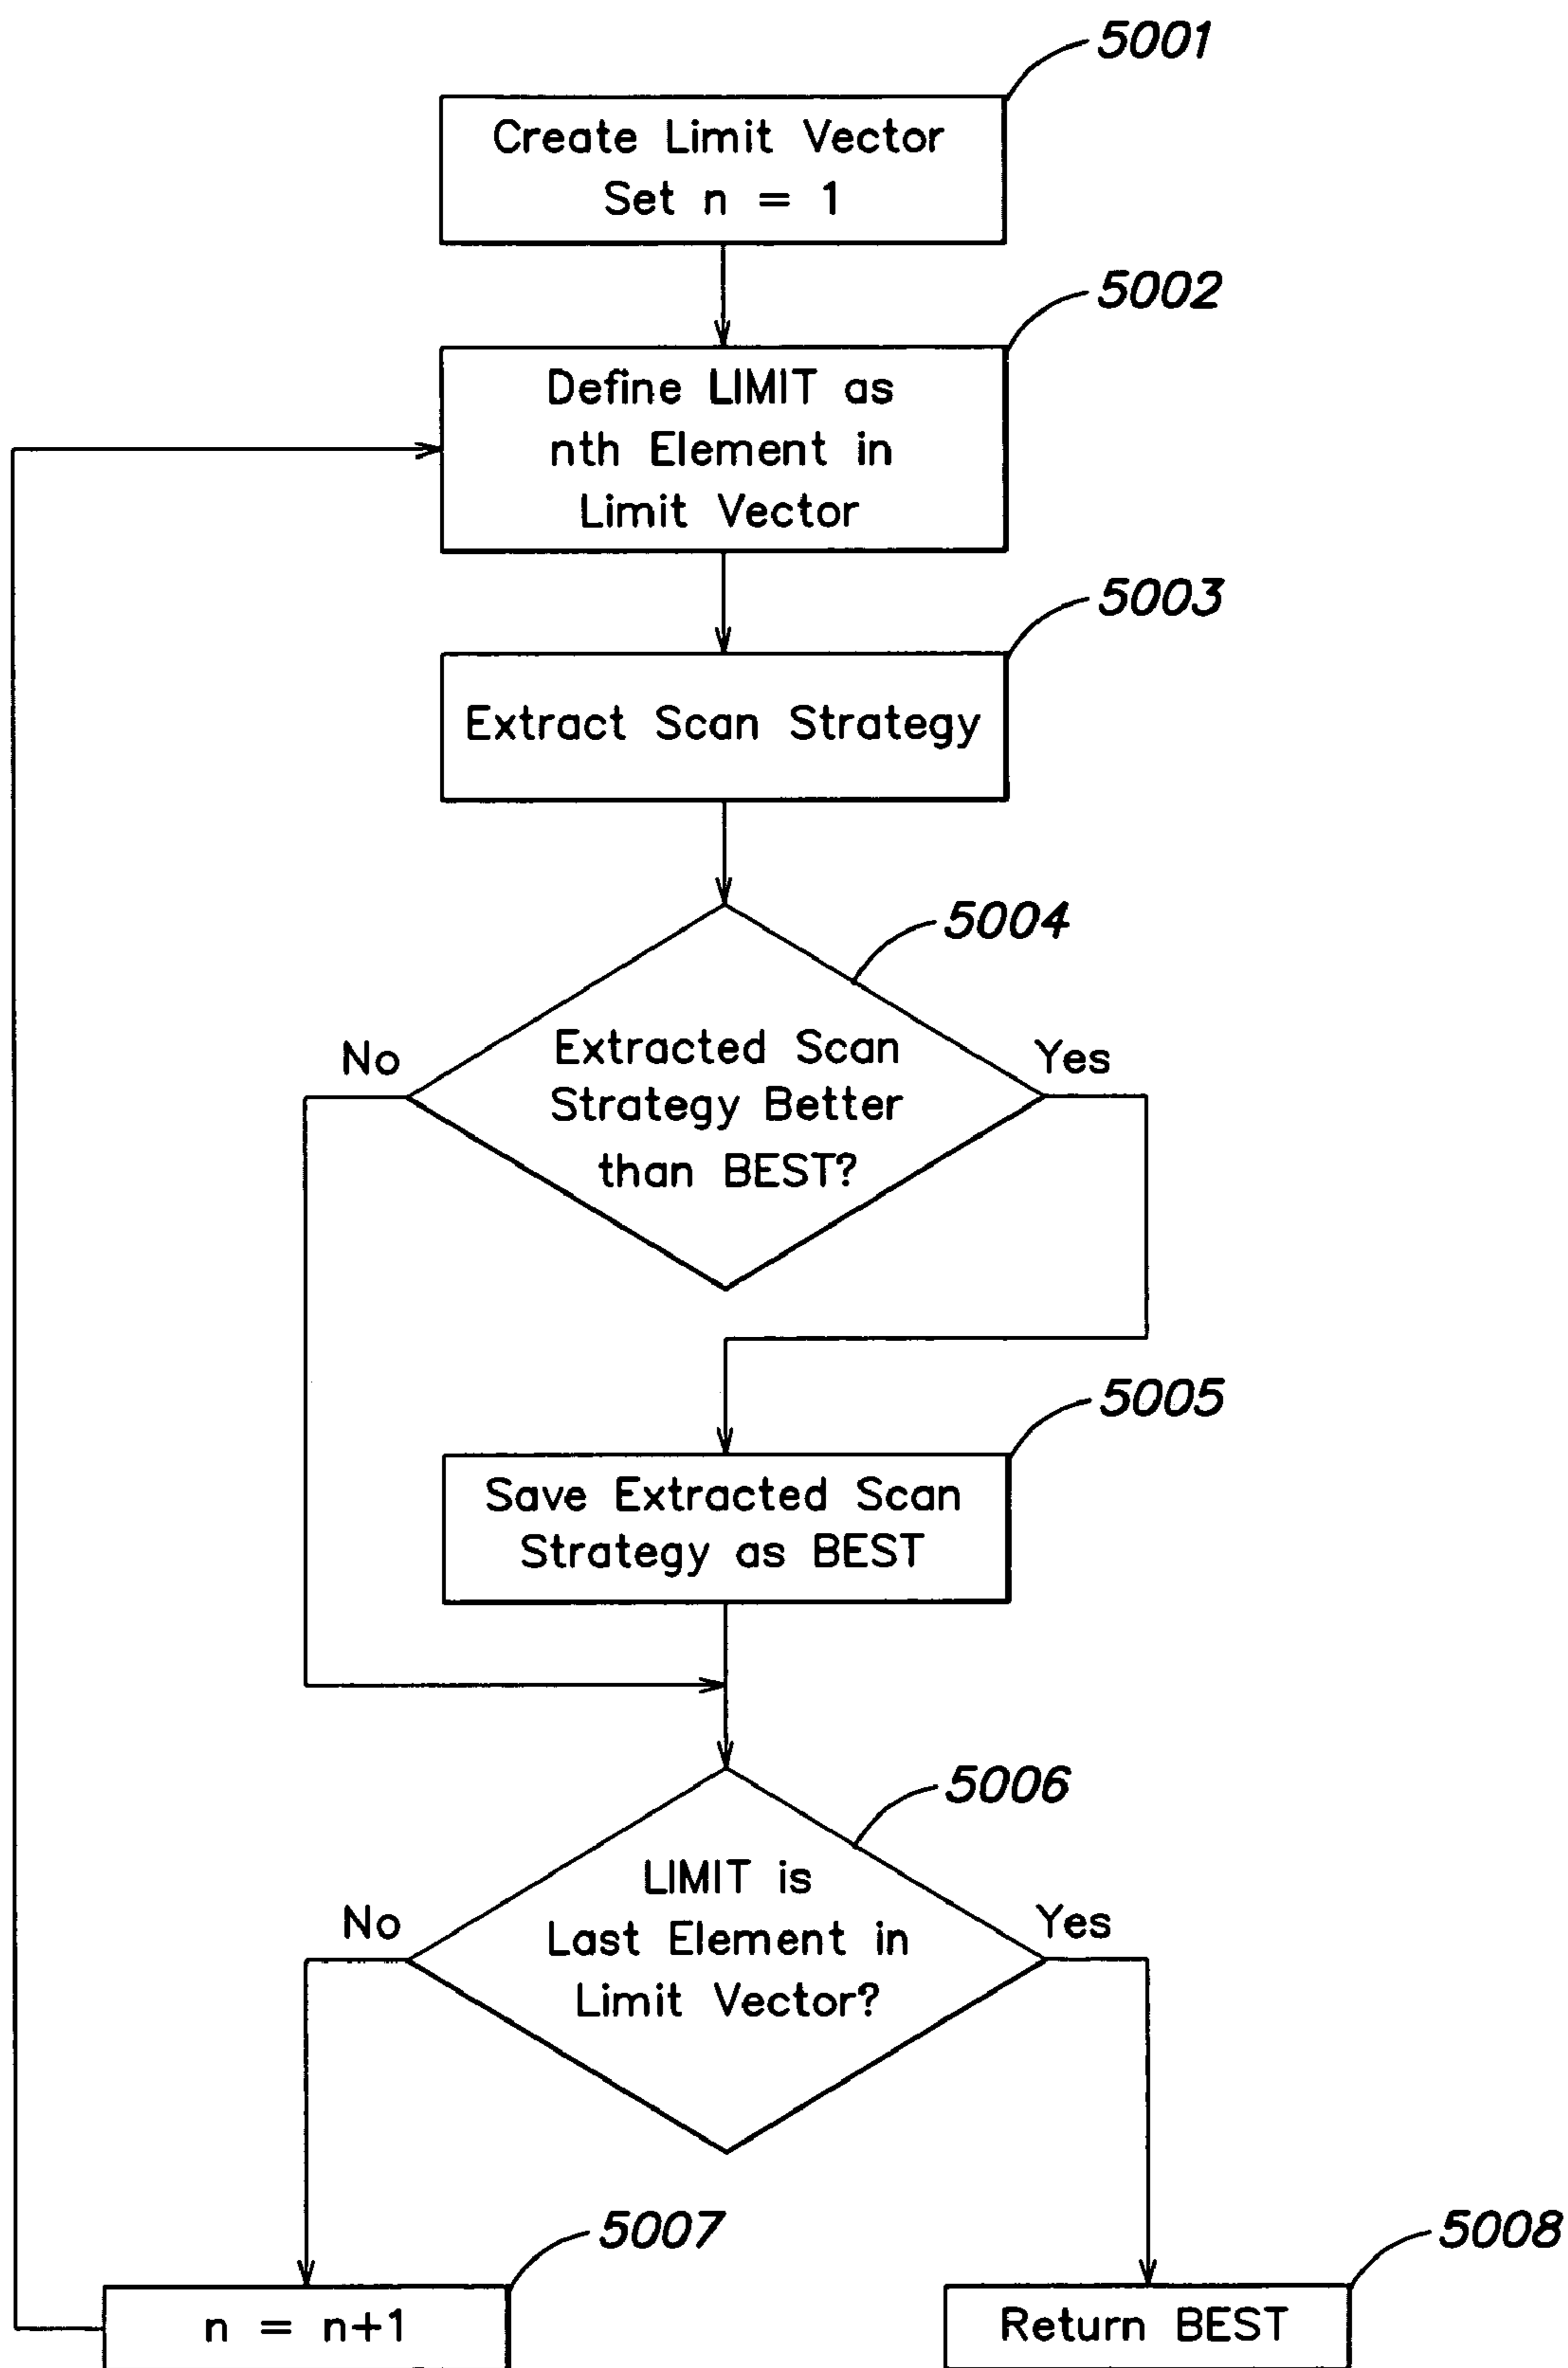 5001
Create Limit Vector
Set n = 1
5002
Define LIMIT as
nth Element in
Limit Vector
5003
Extract Scan Strategy
5004
No
Extracted Scan
Strategy Better
than BEST?
Yes
5005
Save Extracted Scan
Strategy as BEST
5006
No
LIMIT is
Last Element in
Limit Vector?
Yes
5007
n = n+1
5008
Return BEST